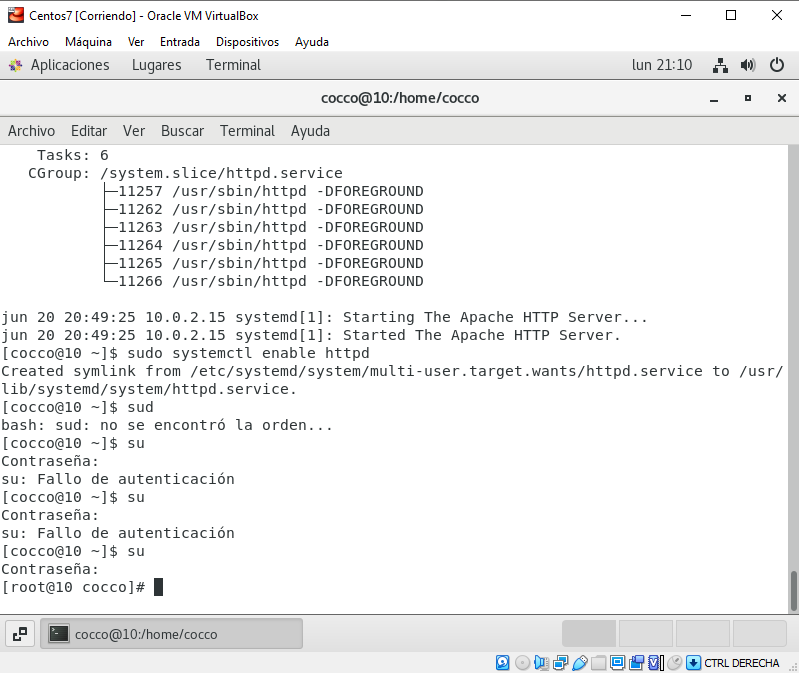 Centos7 [Corriendo] - Oracle VM VirtualBox
Archivo Máquina Ver Entrada Dispositivos Ayuda
Aplicaciones Lugares Terminal lun 21:10
cocco@10:/home/cocco
Archivo Editar Ver Buscar Terminal Ayuda
Tasks: 6
CGroup: /system.slice/httpd.service
├─11257 /usr/sbin/httpd -DFOREGROUND
├─11262 /usr/sbin/httpd -DFOREGROUND
├─11263 /usr/sbin/httpd -DFOREGROUND
├─11264 /usr/sbin/httpd -DFOREGROUND
├─11265 /usr/sbin/httpd -DFOREGROUND
└─11266 /usr/sbin/httpd -DFOREGROUND
jun 20 20:49:25 10.0.2.15 systemd[1]: Starting The Apache HTTP Server...
jun 20 20:49:25 10.0.2.15 systemd[1]: Started The Apache HTTP Server.
[cocco@10 ~]$ sudo systemctl enable httpd
Created symlink from /etc/systemd/system/multi-user.target.wants/httpd.service to /usr/
lib/systemd/system/httpd.service.
[cocco@10 ~]$ sud
bash: sud: no se encontró la orden...
[cocco@10 ~]$ su
Contraseña:
su: Fallo de autenticación
[cocco@10 ~]$ su
Contraseña:
su: Fallo de autenticación
[cocco@10 ~]$ su
Contraseña:
[root@10 cocco]#
cocco@10:/home/cocco
CTRL DERECHA